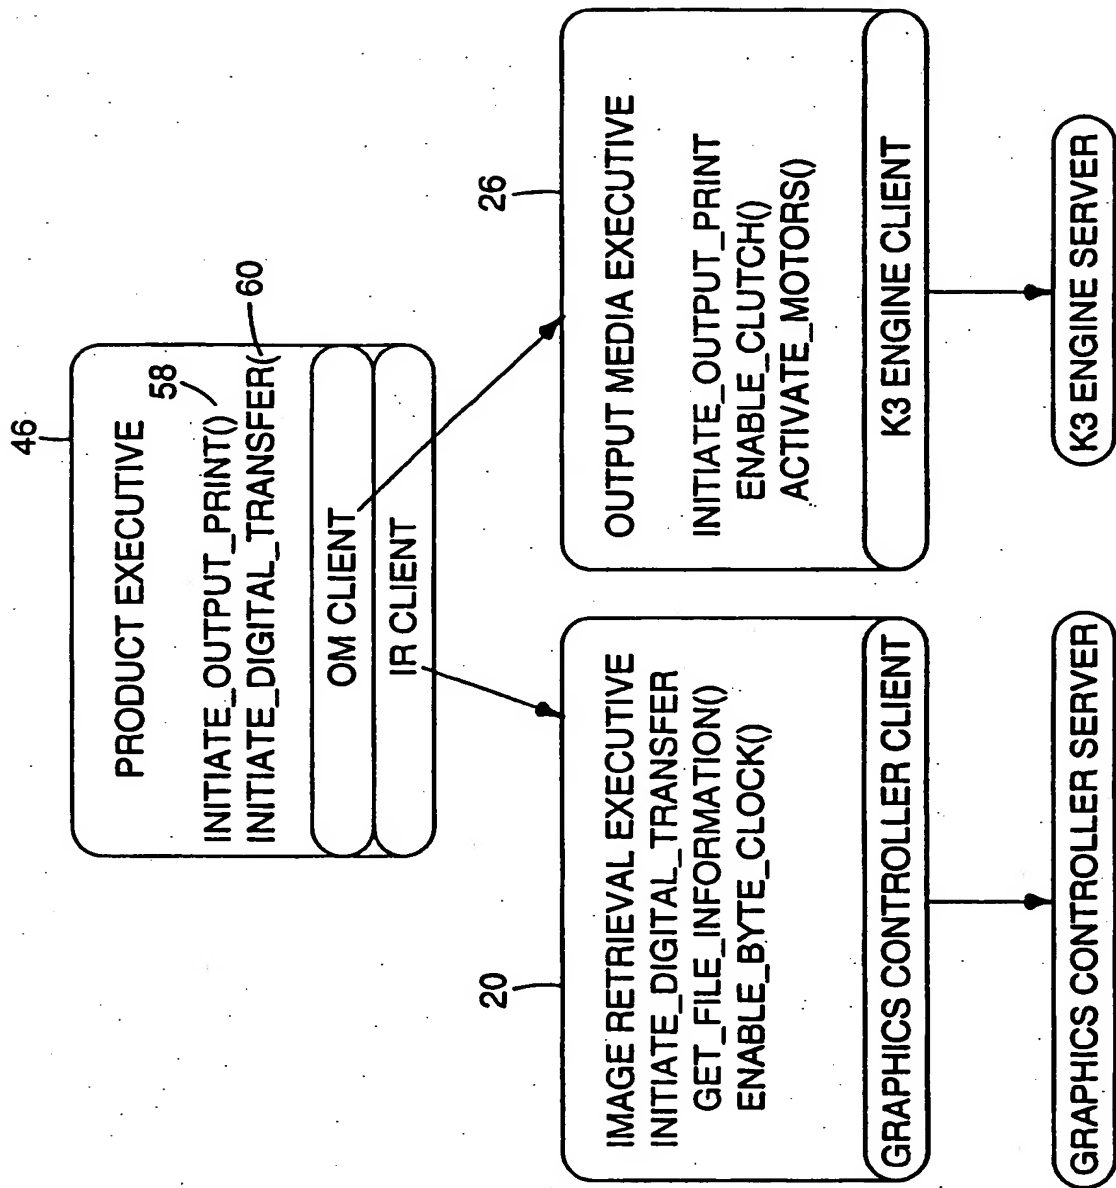 46
PRODUCT EXECUTIVE
58
INITIATE_OUTPUT_PRINT()
INITIATE_DIGITAL_TRANSFER(
60
OM CLIENT
IR CLIENT
20
IMAGE RETRIEVAL EXECUTIVE
INITIATE_DIGITAL_TRANSFER
GET_FILE_INFORMATION()
ENABLE_BYTE_CLOCK()
GRAPHICS CONTROLLER CLIENT
GRAPHICS CONTROLLER SERVER
26
OUTPUT MEDIA EXECUTIVE
INITIATE_OUTPUT_PRINT
ENABLE_CLUTCH()
ACTIVATE_MOTORS()
K3 ENGINE CLIENT
K3 ENGINE SERVER